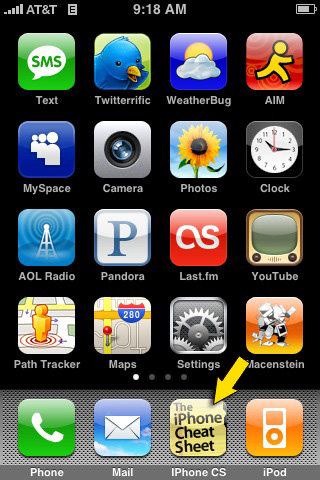 AT&T E 9:18 AM
SMS
Text Twitterrific WeatherBug AIM
MySpace Camera Photos Clock
P as
AOL Radio Pandora Last.fm YouTube
280
Path Tracker Maps Settings Macenstein
The
iPhone
Cheat
Sheet
Phone Mail IPhone CS iPod